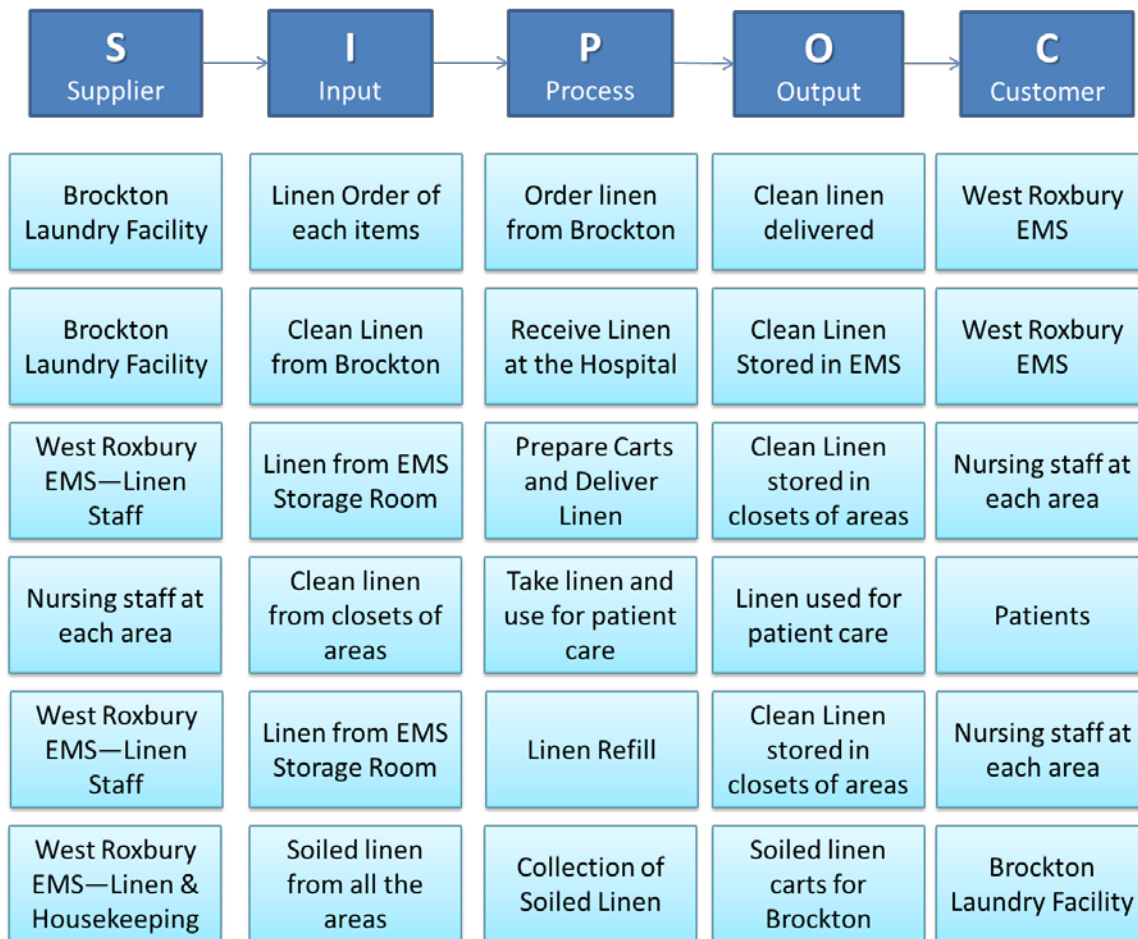 S
Supplier
I
Input
P
Process
O
Output
C
Customer
Brockton
Laundry Facility
Linen Order of
each items
Order linen
from Brockton
Clean linen
delivered
West Roxbury
EMS
Brockton
Laundry Facility
Clean Linen
from Brockton
Receive Linen
at the Hospital
Clean Linen
Stored in EMS
West Roxbury
EMS
West Roxbury
EMS—Linen
Staff
Linen from EMS
Storage Room
Prepare Carts
and Deliver
Linen
Clean Linen
stored in
closets of areas
Nursing staff at
each area
Nursing staff at
each area
Clean linen
from closets of
areas
Take linen and
use for patient
care
Linen used for
patient care
Patients
West Roxbury
EMS—Linen
Staff
Linen from EMS
Storage Room
Linen Refill
Clean Linen
stored in
closets of areas
Nursing staff at
each area
West Roxbury
EMS—Linen &
Housekeeping
Soiled linen
from all the
areas
Collection of
Soiled Linen
Soiled linen
carts for
Brockton
Brockton
Laundry Facility